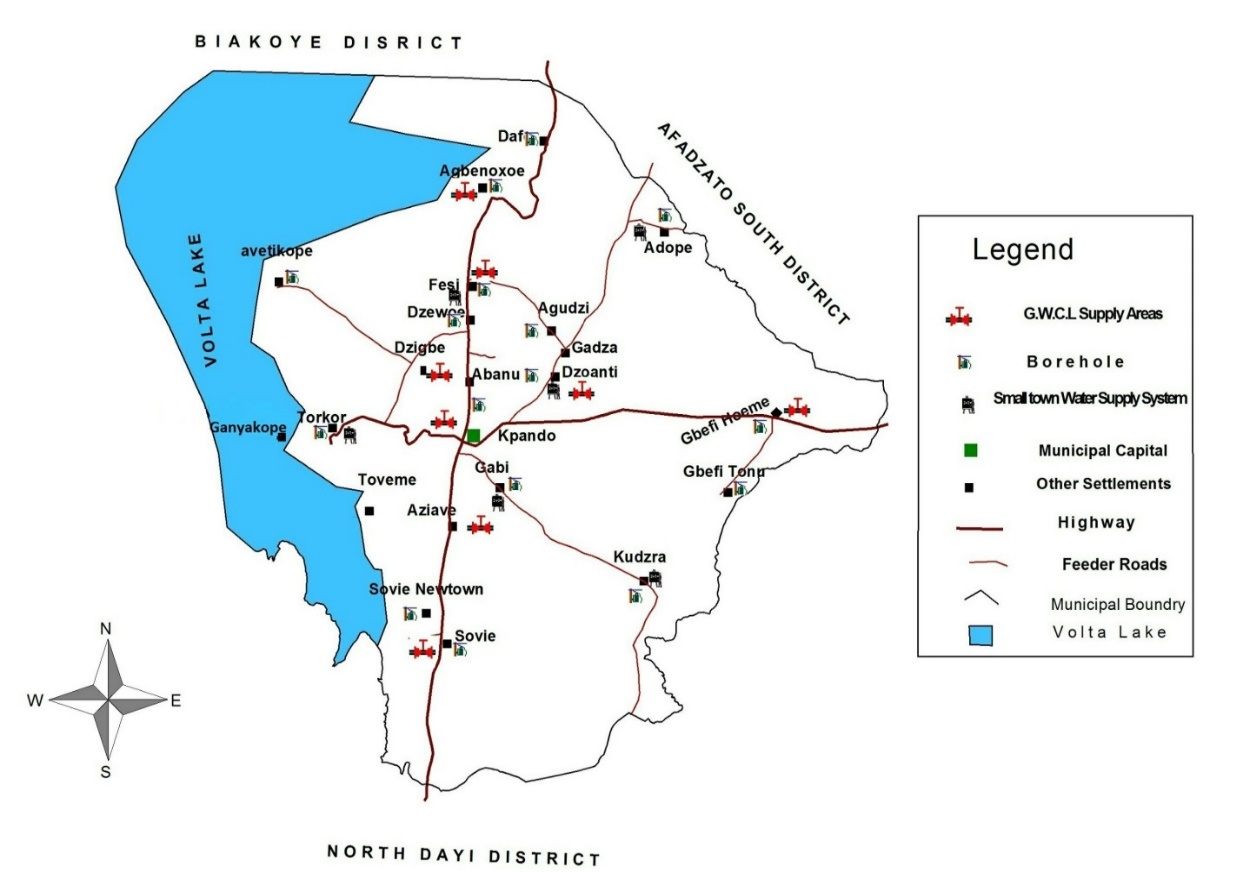 BIAKOYE DISRICT
AFADZATO SOUTH DISTRICT
VOLTA LAKE
Daf
Agbenoxoe
Adope
avetikope
Fesi
Dzewoe
Agudzi
Dzigbe
Gadza
Abanu
Dzoanti
Ganyakope
Torkor
Kpando
Gbefi Hoeme
Gbefi Tonu
Gabi
Toveme
Aziave
Kudzra
Sovie Newtown
Sovie
N
W
E
S
NORTH DAYI DISTRICT
Legend
G.W.C.L Supply Areas
Borehole
Small town Water Supply System
Municipal Capital
Other Settlements
Highway
Feeder Roads
Municipal Boundry
Volta Lake